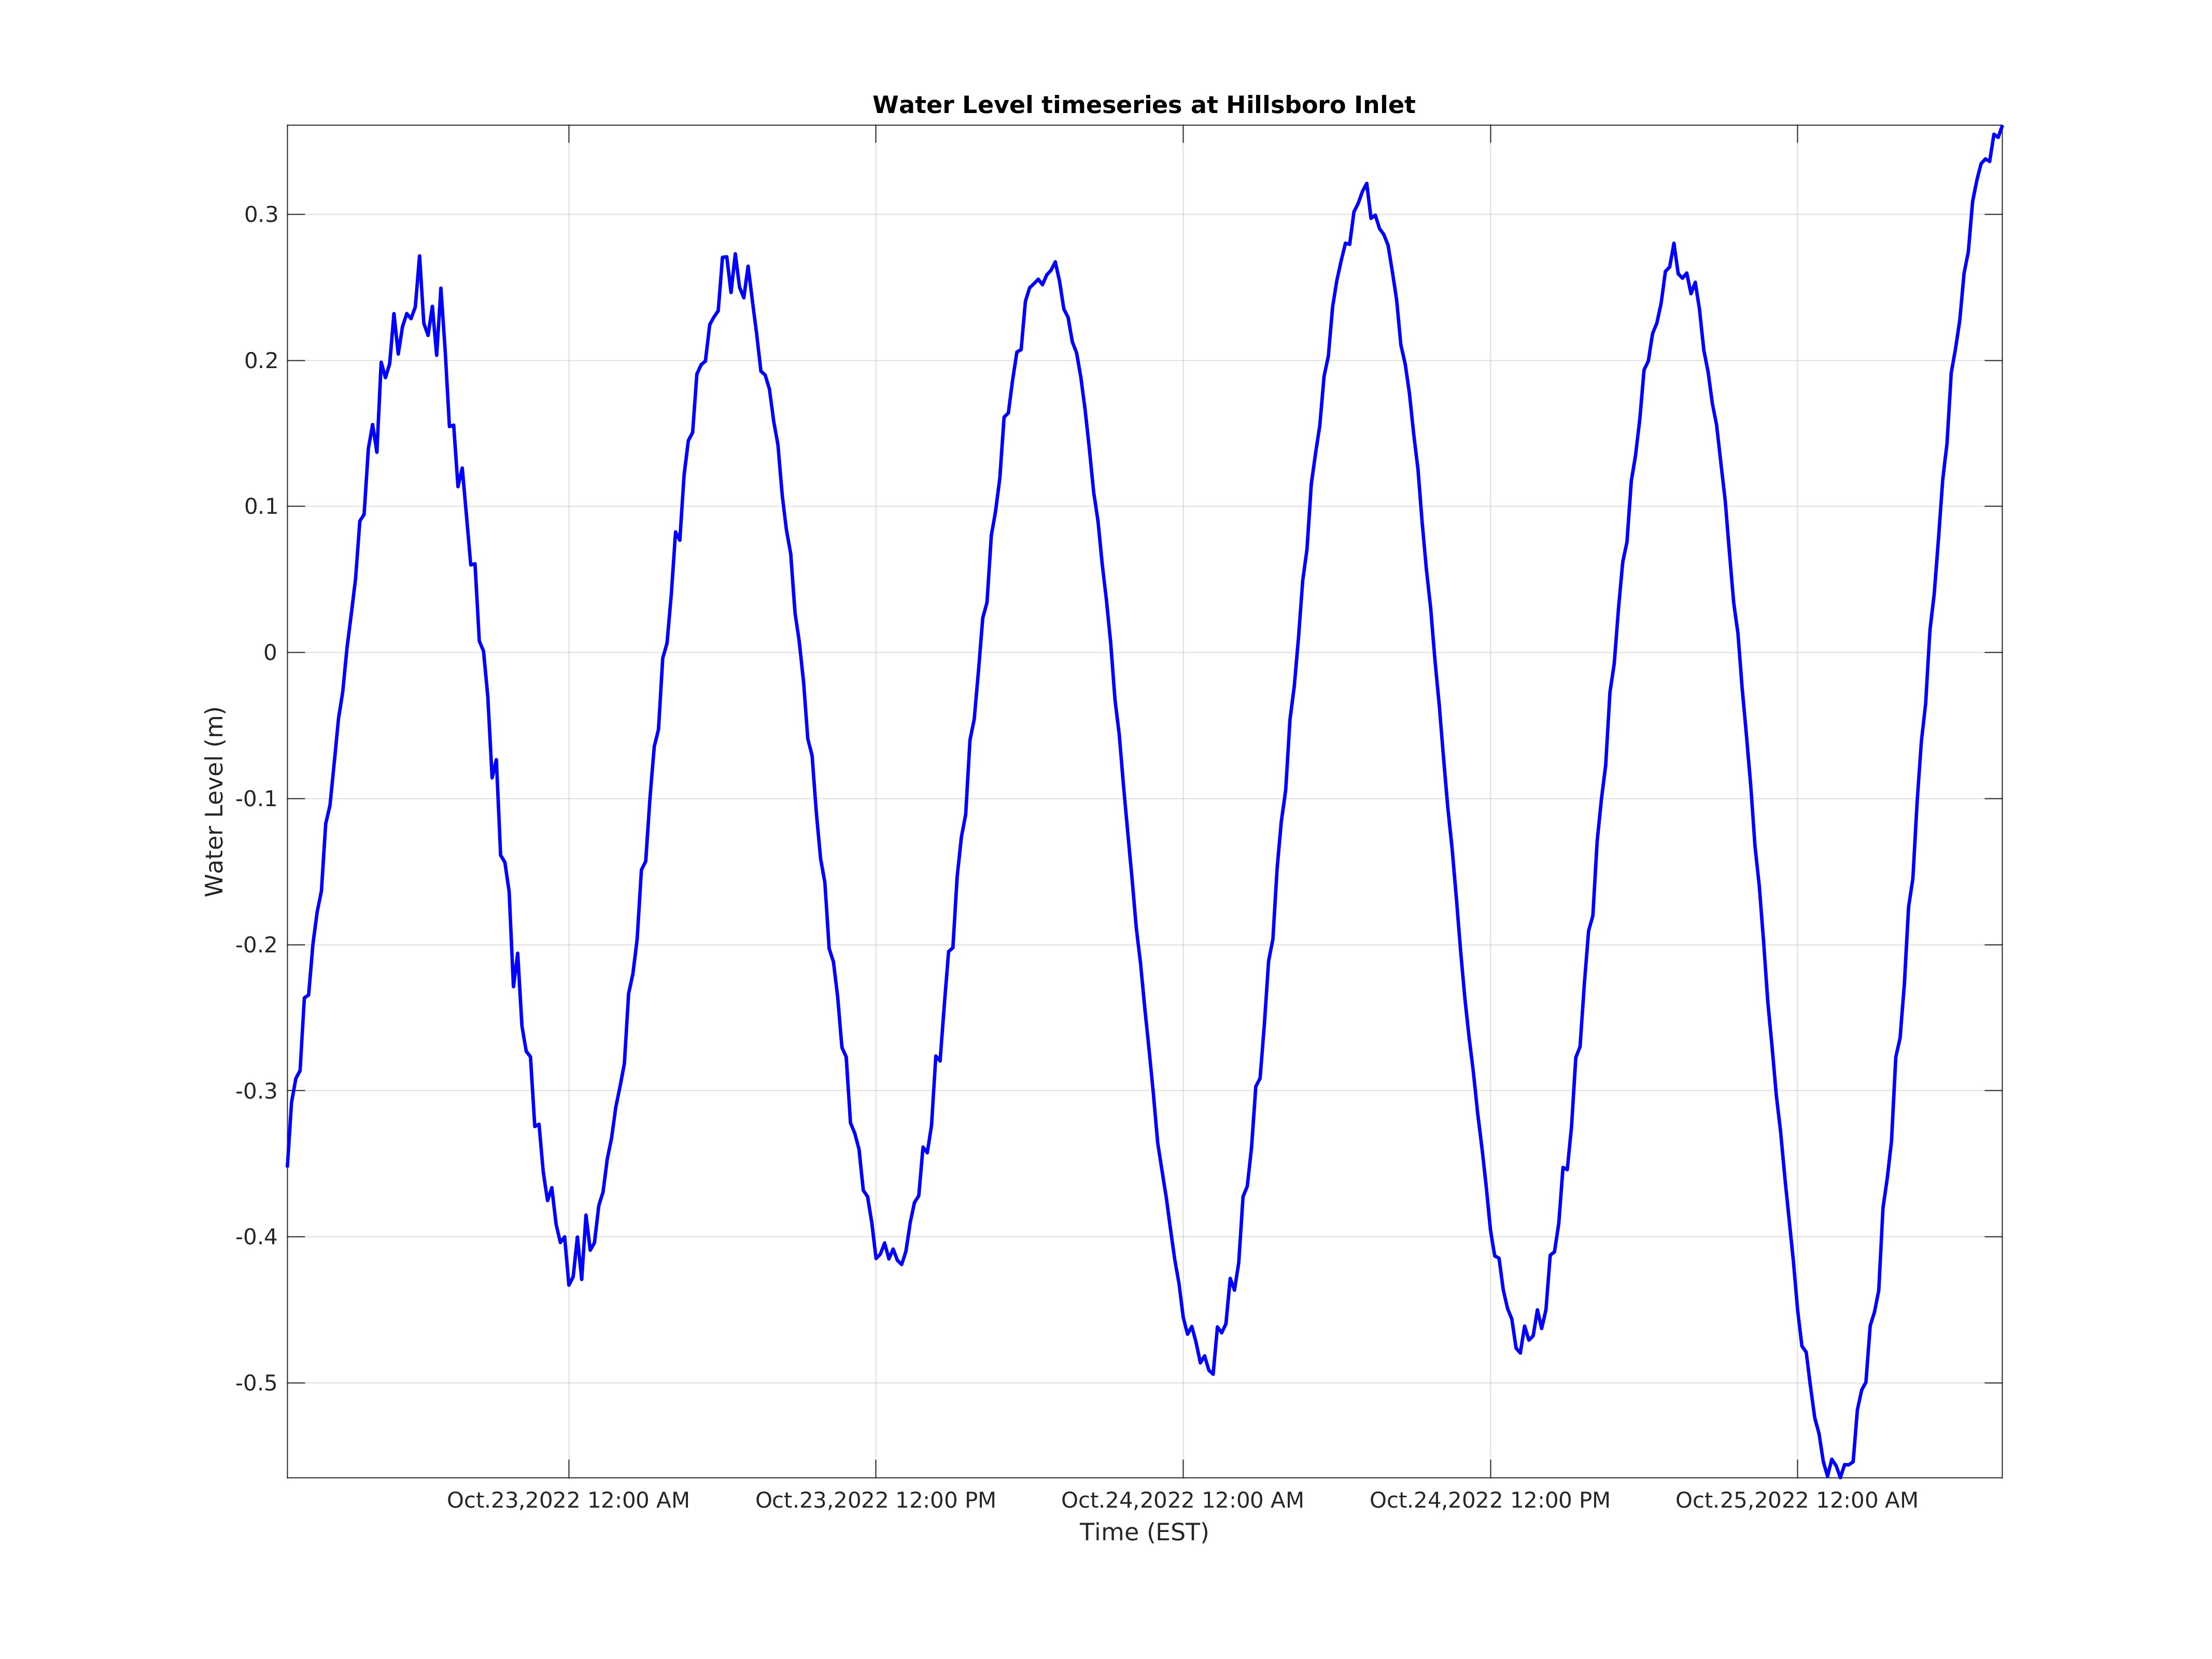 Water Level timeseries at Hillsboro Inlet
0.3
0.2
0.1
0
-0.1
-0.2
-0.3
-0.4
-0.5
Water Level (m)
Oct.23,2022 12:00 AM Oct.23,2022 12:00 PM Oct.24,2022 12:00 AM Oct.24,2022 12:00 PM Oct.25,2022 12:00 AM
Time (EST)